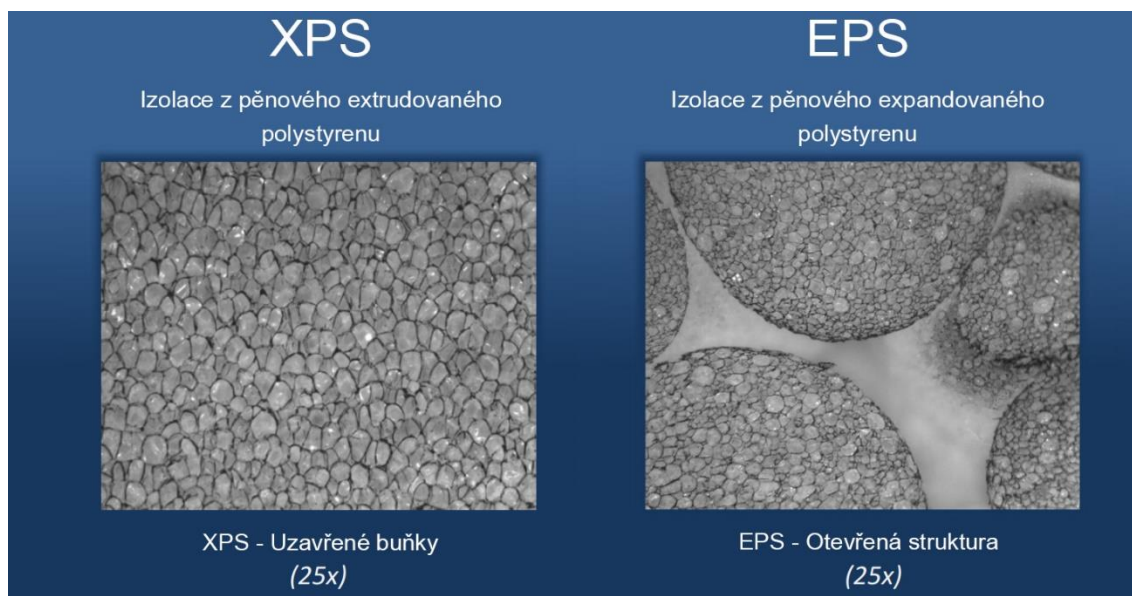 XPS
Izolace z pěnového extrudovaného
polystyrenu
XPS - Uzavřené buňky
(25x)
EPS
Izolace z pěnového expandovaného
polystyrenu
EPS - Otevřená struktura
(25x)